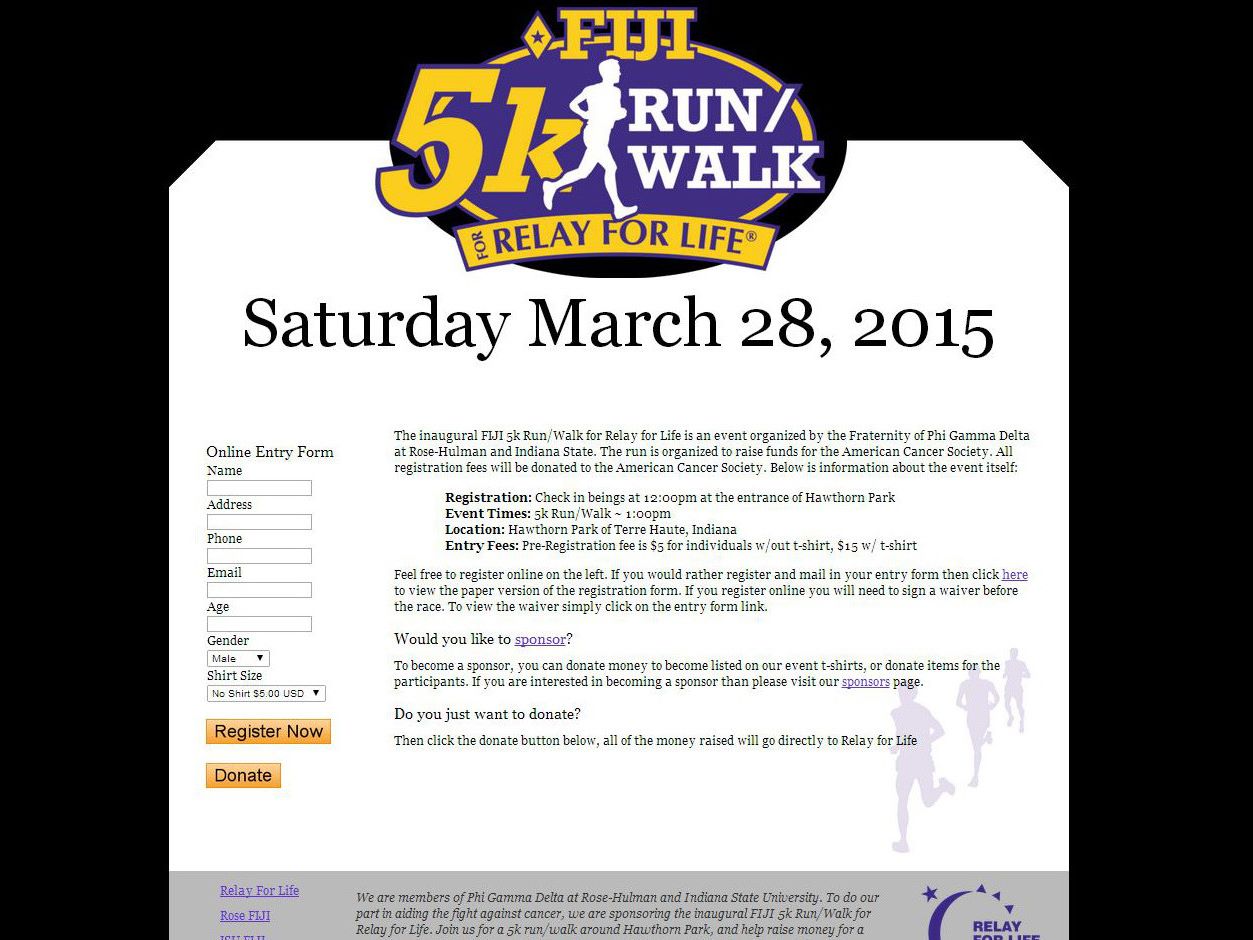 FIJI
5k RUN/
WALK
FOR RELAY FOR LIFE®
Saturday March 28, 2015
Online Entry Form
Name
Address
Phone
Email
Age
Gender
Male ▼
Shirt Size
No Shirt $5.00 USD ▼
Register Now
Donate
The inaugural FIJI 5k Run/Walk for Relay for Life is an event organized by the Fraternity of Phi Gamma Delta
at Rose-Hulman and Indiana State. The run is organized to raise funds for the American Cancer Society. All
registration fees will be donated to the American Cancer Society. Below is information about the event itself:
Registration: Check in beings at 12:00pm at the entrance of Hawthorn Park
Event Times: 5k Run/Walk ~ 1:00pm
Location: Hawthorn Park of Terre Haute, Indiana
Entry Fees: Pre-Registration fee is $5 for individuals w/out t-shirt, $15 w/ t-shirt
Feel free to register online on the left. If you would rather register and mail in your entry form then click here
to view the paper version of the registration form. If you register online you will need to sign a waiver before
the race. To view the waiver simply click on the entry form link.
Would you like to sponsor?
To become a sponsor, you can donate money to become listed on our event t-shirts, or donate items for the
participants. If you are interested in becoming a sponsor than please visit our sponsors page.
Do you just want to donate?
Then click the donate button below, all of the money raised will go directly to Relay for Life
Relay For Life
Rose FIJI
ISU FIJI
We are members of Phi Gamma Delta at Rose-Hulman and Indiana State University. To do our
part in aiding the fight against cancer, we are sponsoring the inaugural FIJI 5k Run/Walk for
Relay for Life. Join us for a 5k run/walk around Hawthorn Park, and help raise money for a
RELAY
FOR LIFE